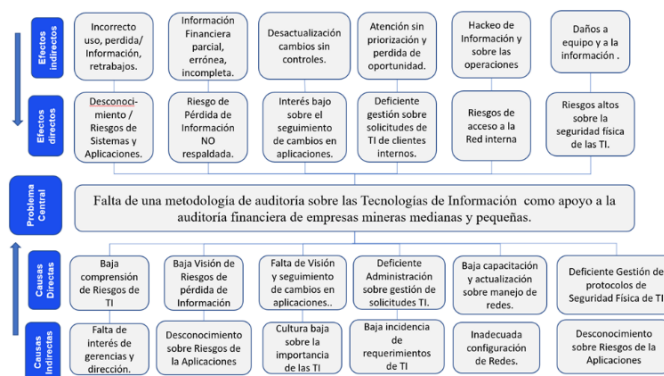 Efectos
indirectos
Incorrecto
uso, perdida/
Información,
retrabajos.
Información
Financiera
parcial,
errónea,
incompleta.
Desactualización
cambios sin
controles.
Atención sin
priorización y
perdida de
oportunidad.
Hackeo de
Información y
sobre las
operaciones
Daños a
equipo y a la
información .
Efectos
directos
Desconoci-
miento /
Riesgos de
Sistemas y
Aplicaciones.
Riesgo de
Pérdida de
Información
NO
respaldada.
Interés bajo
sobre el
seguimiento de
cambios en
aplicaciones.
Deficiente
gestión sobre
solicitudes de
TI de clientes
internos.
Riesgos
de acceso a la
Red interna
Riesgos altos sobre
la seguridad física
de las TI.
Problema
Central
Falta de una metodología de auditoría sobre las Tecnologías de Información como apoyo a la
auditoría financiera de empresas mineras medianas y pequeñas.
Causas
Directas
Baja
comprensión
de Riesgos de
TI
Baja Visión de
Riesgos de
pérdida de
Información
Falta de Visión
y seguimiento
de cambios en
aplicaciones..
Deficiente
Administración
sobre gestión de
solicitudes TI.
Baja capacitación
y actualización
sobre manejo de
redes.
Deficiente Gestión de
protocolos de
Seguridad Física de TI
Causas
Indirectas
Falta de
interés de
gerencias y
dirección.
Desconocimiento
sobre Riesgos de
la Aplicaciones
Cultura baja
sobre la
importancia de
las TI
Baja incidencia
de
requerimientos
de TI
Inadecuada
configuración
de Redes.
Desconocimiento
sobre Riesgos de la
Aplicaciones